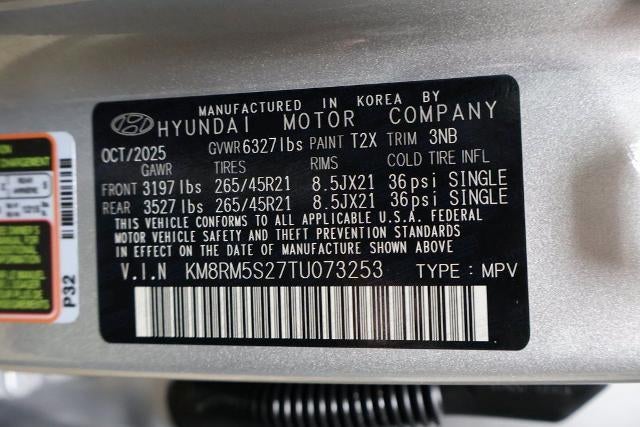 MANUFACTURED IN KOREA BY
HYUNDAI MOTOR COMPANY
OCT/2025 GVWR 6327lbs PAINT T2X TRIM 3NB
GAWR TIRES RIMS COLD TIRE INFL
FRONT 3197 lbs 265/45R21 8.5JX21 36psi SINGLE
REAR 3527 lbs 265/45R21 8.5JX21 36psi SINGLE
THIS VEHICLE CONFORMS TO ALL APPLICABLE U.S.A. FEDERAL
MOTOR VEHICLE SAFETY AND THEFT PREVENTION STANDARDS
IN EFFECT ON THE DATE OF MANUFACTURE SHOWN ABOVE
V.I.N KM8RM5S27TU073253 TYPE : MPV
P32